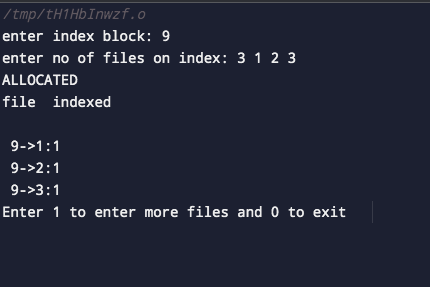 /tmp/tH1HbInwzf.o
enter index block: 9
enter no of files on index: 3 1 2 3
ALLOCATED
file  indexed
 9->1:1
 9->2:1
 9->3:1
Enter 1 to enter more files and 0 to exit